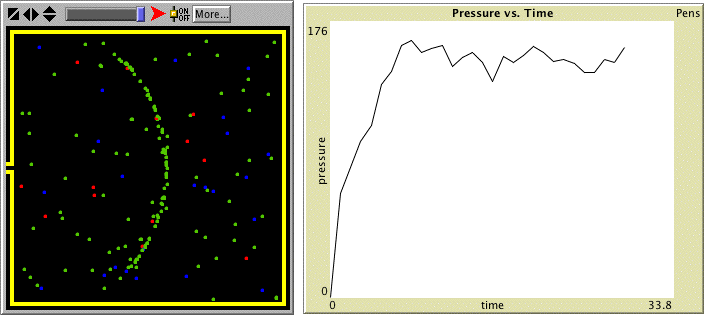 ON
OFF
More...
Pressure vs. Time
Pens
176
pressure
0
0
time
33.8